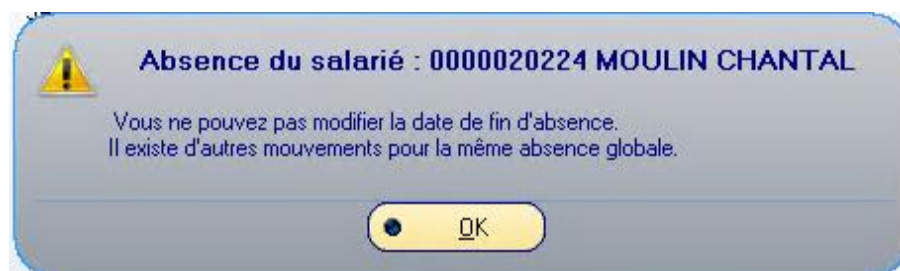 Absence du salarié : 0000020224 MOULIN CHANTAL
Vous ne pouvez pas modifier la date de fin d'absence.
Il existe d'autres mouvements pour la même absence globale.
OK